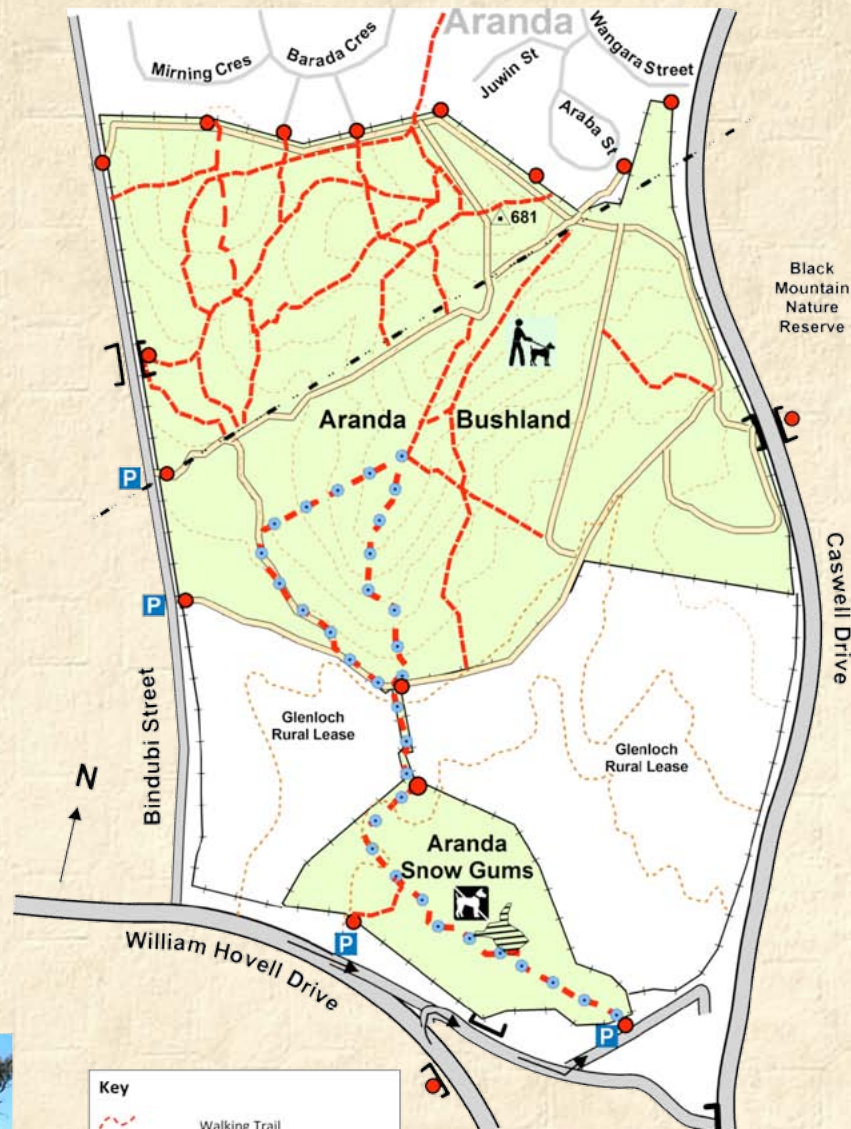 Aranda
Mirning Cres
Barada Cres
Juwin St
Wangara Street
Araba St
681
Black
Mountain
Nature
Reserve
Aranda Bushland
P
P
Bindubi Street
Caswell Drive
Glenloch
Rural Lease
Glenloch
Rural Lease
N
Aranda
Snow Gums
P
William Hovell Drive
P
Key
Walking Trail